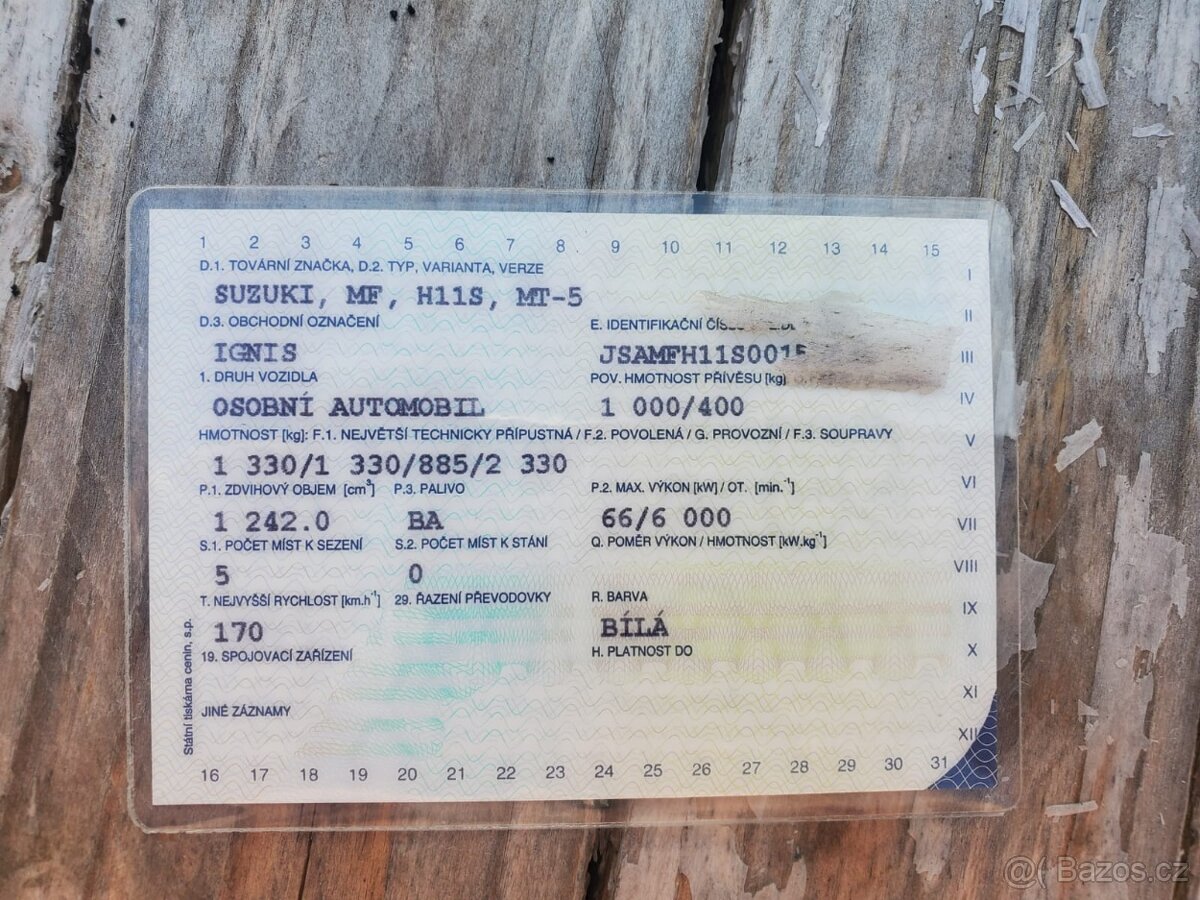 1 2 3 4 5 6 7 8 9 10 11 12 13 14 15
D.1. TOVÁRNÍ ZNAČKA, D.2. TYP, VARIANTA, VERZE
I
SUZUKI, MF, H11S, MT-5
II
D.3. OBCHODNÍ OZNAČENÍ E. IDENTIFIKAČNÍ
IGNIS JSAMFH11S0015
III
1. DRUH VOZIDLA POV. HMOTNOST PŘÍVĚSU [kg]
OSOBNÍ AUTOMOBIL 1 000/400
IV
HMOTNOST [kg]: F.1. NEJVĚTŠÍ TECHNICKY PŘÍPUSTNÁ / F.2. POVOLENÁ / G. PROVOZNÍ / F.3. SOUPRAVY
V
1 330/1 330/885/2 330
VI
P.1. ZDVIHOVÝ OBJEM [cm³] P.3. PALIVO P.2. MAX. VÝKON [kW] / OT. [min.⁻¹]
1 242.0 BA 66/6 000
VII
S.1. POČET MÍST K SEZENÍ S.2. POČET MÍST K STÁNÍ Q. POMĚR VÝKON / HMOTNOST [kW.kg⁻¹]
VIII
5 0
T. NEJVYŠŠÍ RYCHLOST [km.h⁻¹] 29. ŘAZENÍ PŘEVODOVKY R. BARVA
IX
170 BÍLÁ
19. SPOJOVACÍ ZAŘÍZENÍ H. PLATNOST DO
X
XI
JINÉ ZÁZNAMY
XII
Státní tiskárna cenin, s.p.
16 17 18 19 20 21 22 23 24 25 26 27 28 29 30 31
@( Bazos.cz